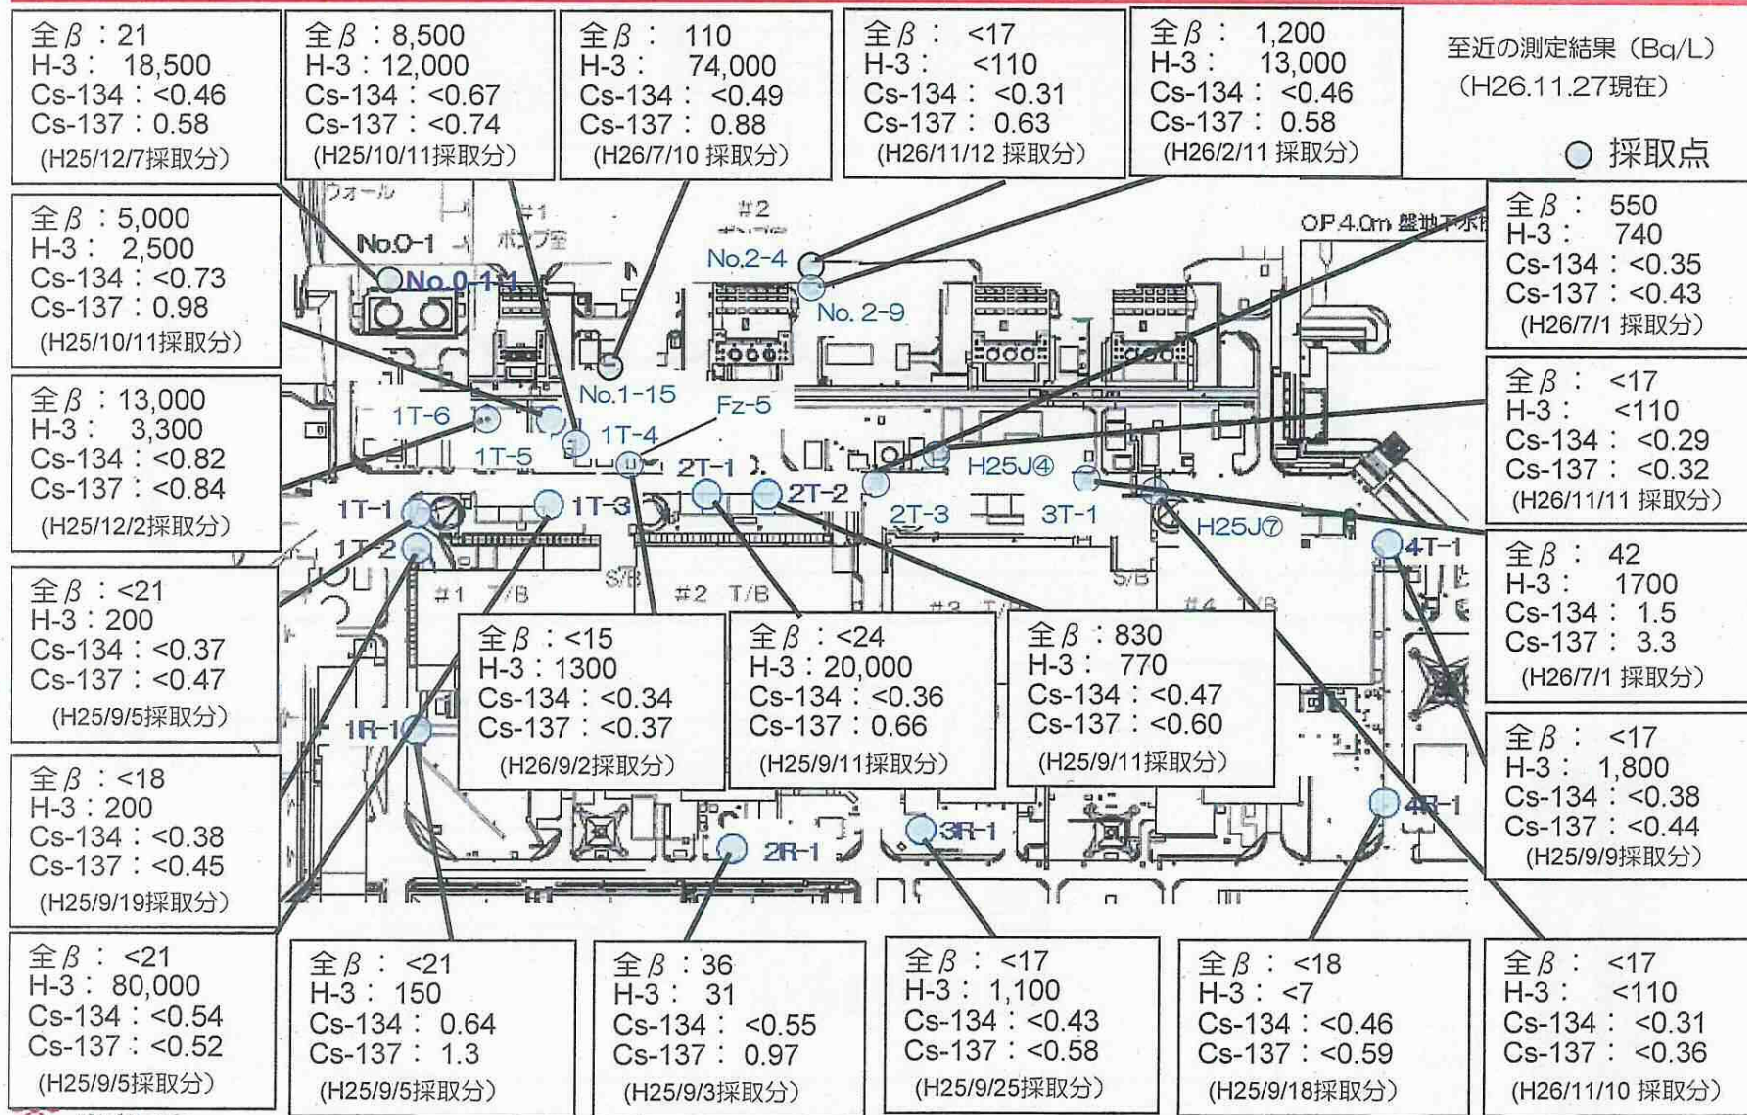 全β：21
H-3： 18,500
Cs-134：<0.46
Cs-137：0.58
(H25/12/7採取分)
全β：8,500
H-3：12,000
Cs-134：<0.67
Cs-137：<0.74
(H25/10/11採取分)
全β： 110
H-3： 74,000
Cs-134：<0.49
Cs-137：0.88
(H26/7/10 採取分)
全β： <17
H-3： <110
Cs-134：<0.31
Cs-137：0.63
(H26/11/12 採取分)
全β： 1,200
H-3： 13,000
Cs-134：<0.46
Cs-137：0.58
(H26/2/11 採取分)
至近の測定結果（Bq/L）
（H26.11.27現在）
採取点
全β：5,000
H-3： 2,500
Cs-134：<0.73
Cs-137：0.98
(H25/10/11採取分)
全β：13,000
H-3： 3,300
Cs-134：<0.82
Cs-137：<0.84
(H25/12/2採取分)
全β：<21
H-3：200
Cs-134：<0.37
Cs-137：<0.47
(H25/9/5採取分)
全β：<18
H-3：200
Cs-134：<0.38
Cs-137：<0.45
(H25/9/19採取分)
全β：<21
H-3：80,000
Cs-134：<0.54
Cs-137：<0.52
(H25/9/5採取分)
ウォール
#1
ポンプ室
#2
O.P.4.0m 盤地下水
No.0-1
No.0-1-1
No.2-4
No. 2-9
No.1-15
Fz-5
1T-6
1T-5
1T-4
2T-1
2T-2
H25J④
1T-1
1T-3
2T-3
3T-1
H25J⑦
1T-2
4T-1
#1 T/B
S/B
#2 T/B
S/B
1R-1
2R-1
3R-1
4R-1
全β：<15
H-3：1300
Cs-134：<0.34
Cs-137：<0.37
(H26/9/2採取分)
全β：<24
H-3：20,000
Cs-134：<0.36
Cs-137：0.66
(H25/9/11採取分)
全β：830
H-3： 770
Cs-134：<0.47
Cs-137：<0.60
(H25/9/11採取分)
全β： 550
H-3： 740
Cs-134：<0.35
Cs-137：<0.43
(H26/7/1 採取分)
全β： <17
H-3： <110
Cs-134：<0.29
Cs-137：<0.32
(H26/11/11 採取分)
全β： 42
H-3： 1700
Cs-134：1.5
Cs-137：3.3
(H26/7/1 採取分)
全β： <17
H-3： 1,800
Cs-134：<0.38
Cs-137：<0.44
(H25/9/9採取分)
全β： <21
H-3： 150
Cs-134： 0.64
Cs-137： 1.3
(H25/9/5採取分)
全β：36
H-3： 31
Cs-134： <0.55
Cs-137： 0.97
(H25/9/3採取分)
全β： <17
H-3： 1,100
Cs-134：<0.43
Cs-137：<0.58
(H25/9/25採取分)
全β： <18
H-3： <7
Cs-134：<0.46
Cs-137：<0.59
(H25/9/18採取分)
全β： <17
H-3： <110
Cs-134：<0.31
Cs-137：<0.36
(H26/11/10 採取分)